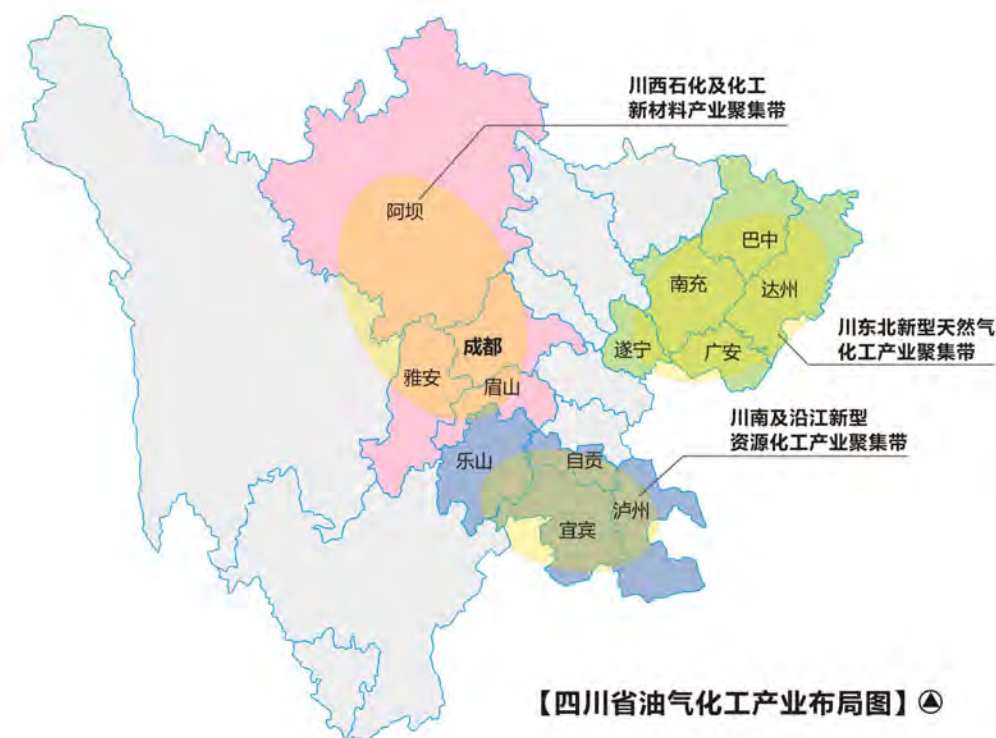 川西石化及化工
新材料产业聚集带
阿坝
巴中
南充
达州
川东北新型天然气
化工产业聚集带
成都
遂宁
广安
雅安
眉山
川南及沿江新型
资源化工产业聚集带
乐山
自贡
泸州
宜宾
【四川省油气化工产业布局图】